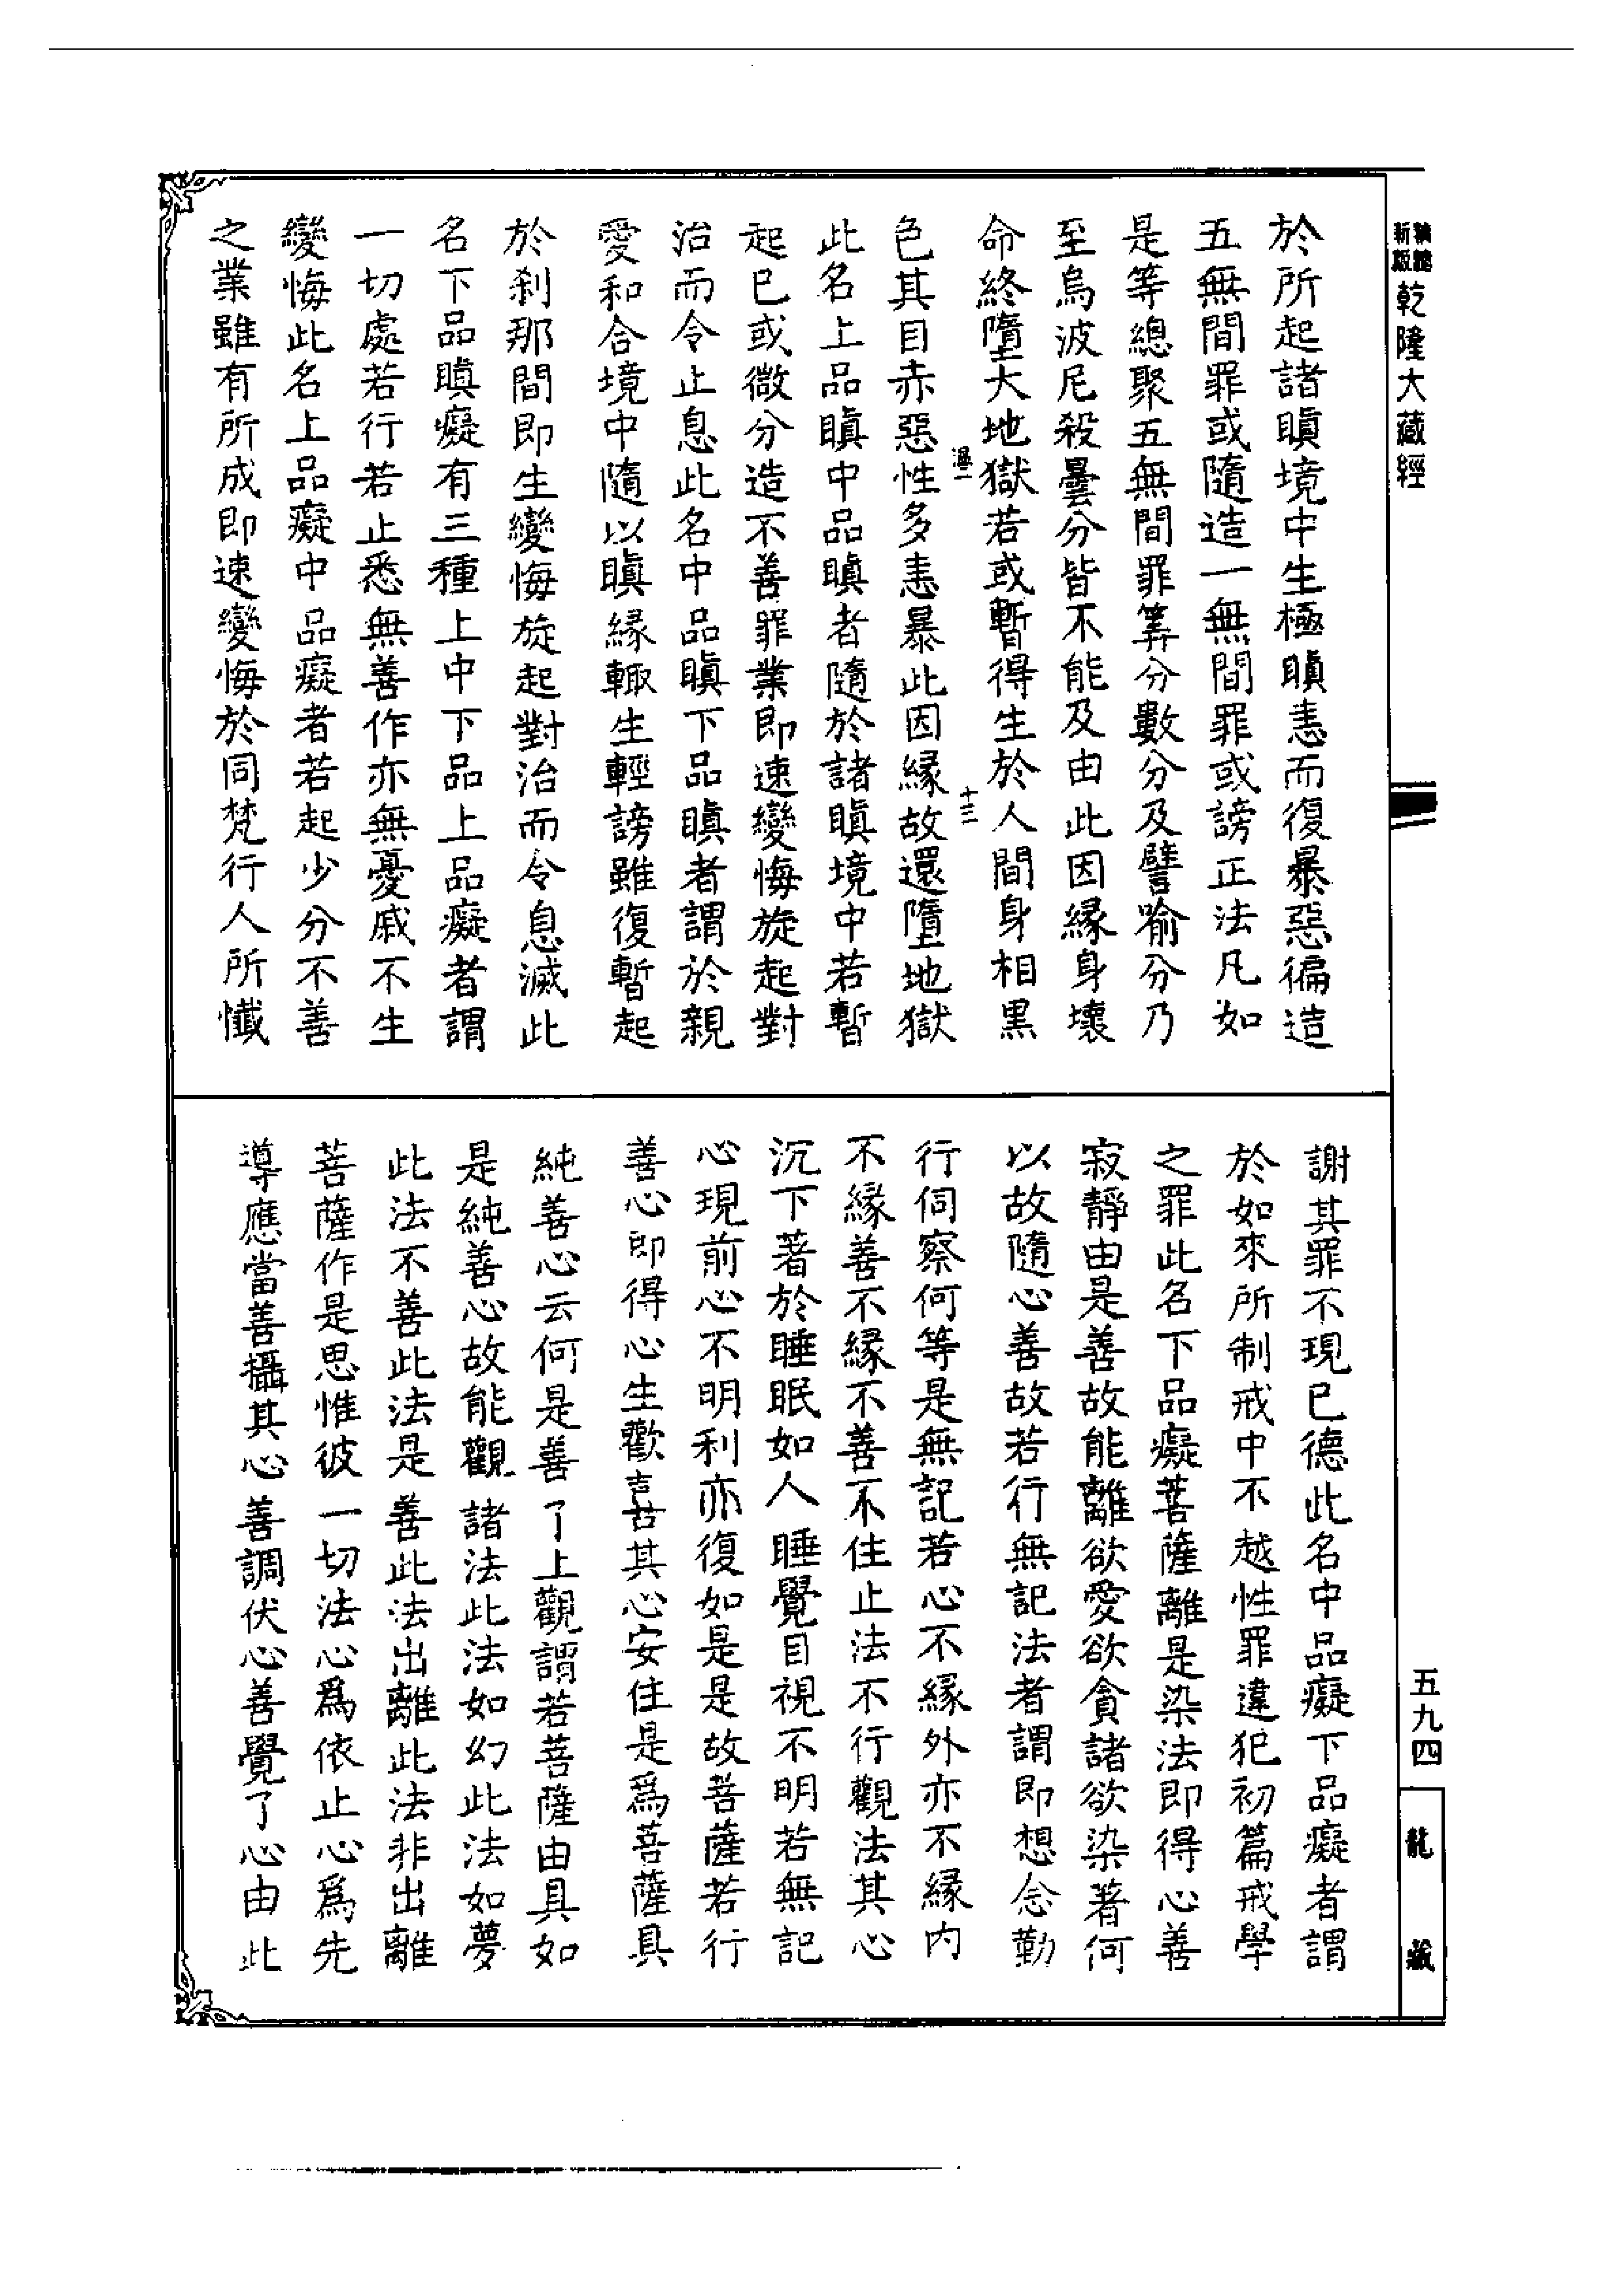 新版
乾隆大藏經
於所起諸瞋境中生極瞋恚而復暴惡徧造
五無間罪或隨造一無間罪或謗正法凡如
是等總聚五無間罪筭分數分及譬喻分乃
至烏波尼殺曇分皆不能及由此因縁身壞
命終墮大地獄若或暫得生於人間身相黑
十三
色其目赤惡性多恚暴此因縁故還墮地獄
此名上品瞋中品瞋者隨於諸瞋境中若暫
起已或微分造不善罪業即速變悔旋起對
治而令止息此名中品瞋下品瞋者謂於親
愛和合境中隨以瞋縁輙生輕謗雖復暫起
於刹那間即生變悔旋起對治而令息滅此
名下品瞋癡有三種上中下品上品癡者謂
一切處若行若止悉無善作亦無憂戚不生
變悔此名上品癡中品癡者若起少分不善
之業雖有所成即速變悔於同梵行人所懺
謝其罪不現已德此名中品癡下品癡者謂
於如來所制戒中不越性罪違犯初篇戒學
之罪此名下品癡菩薩離是染法即得心善
寂靜由是善故能離欲愛欲貪諸欲染著何
以故隨心善故若行無記法者謂即想念勤
行伺察何等是無記若心不縁外亦不縁内
不縁善不縁不善不住止法不行觀法其心
沉下著於睡眠如人睡覺目視不明若無記
心現前心不明利亦復如是是故菩薩若行
善心即得心生歡喜其心安住是爲菩薩具
純善心云何是善了上觀謂若菩薩由具如
是純善心故能觀諸法此法如幻此法如夢
此法不善此法是善此法出離此法非出離
菩薩作是思惟彼一切法心爲依止心爲先
導應當善攝其心善調伏心善覺了心由此
五九四
龍藏